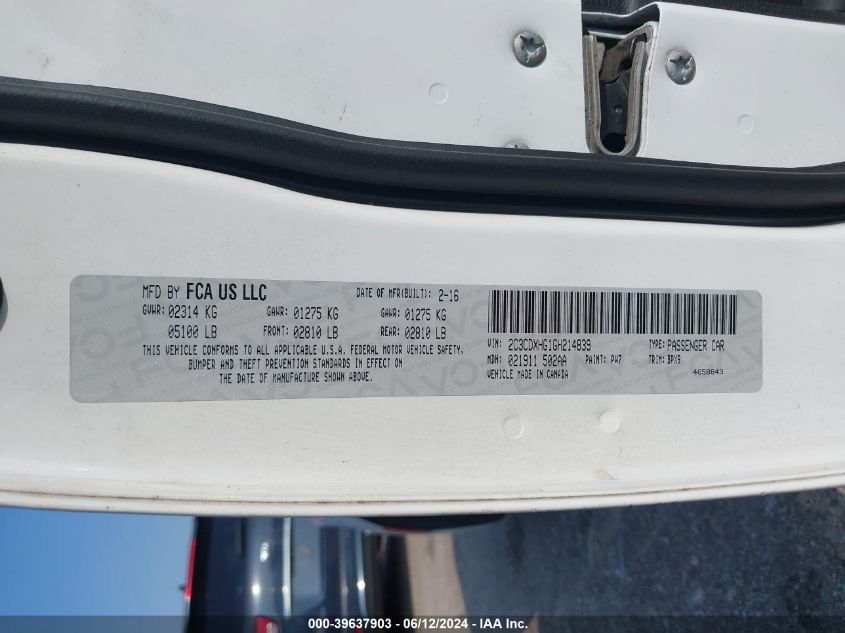 MFD BY FCA US LLC
DATE OF MFR(BUILT): 2-16
GVWR: 02314 KG
GAWR: 01275 KG
GAWR: 01275 KG
05100 LB
FRONT: 02810 LB
REAR: 02810 LB
THIS VEHICLE CONFORMS TO ALL APPLICABLE U.S.A. FEDERAL MOTOR VEHICLE SAFETY,
BUMPER AND THEFT PREVENTION STANDARDS IN EFFECT ON
THE DATE OF MANUFACTURE SHOWN ABOVE.
VIN: 2C3CDXHG1GH214839
TYPE: PASSENGER CAR
MDH: 021911 502AA
PAINT: PW7
TRIM: BPX9
VEHICLE MADE IN CANADA
4658843
000-39637903 - 06/12/2024 - IAA Inc.